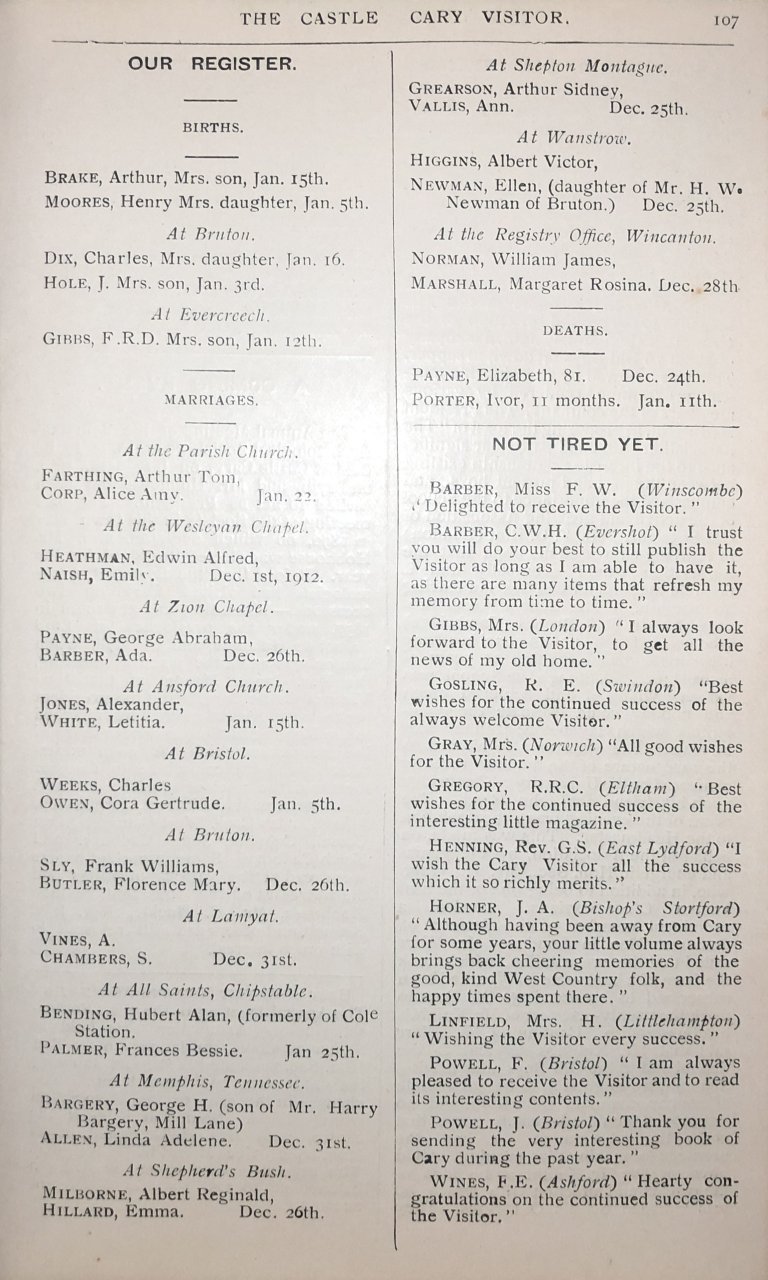 THE CASTLE CARY VISITOR. 107
OUR REGISTER.
BIRTHS.
BRAKE, Arthur, Mrs. son, Jan. 15th.
MOORES, Henry Mrs. daughter, Jan. 5th.
At Bruton.
DIX, Charles, Mrs. daughter, Jan. 16.
HOLE, J. Mrs. son, Jan. 3rd.
At Evercreech.
GIBBS, F.R.D. Mrs. son, Jan. 12th.
MARRIAGES.
At the Parish Church.
FARTHING, Arthur Tom,
CORP, Alice Amy. Jan. 22.
At the Wesleyan Chapel.
HEATHMAN, Edwin Alfred,
NAISH, Emily. Dec. 1st, 1912.
At Zion Chapel.
PAYNE, George Abraham,
BARBER, Ada. Dec. 26th.
At Ansford Church.
JONES, Alexander,
WHITE, Letitia. Jan. 15th.
At Bristol.
WEEKS, Charles
OWEN, Cora Gertrude. Jan. 5th.
At Bruton.
SLY, Frank Williams,
BUTLER, Florence Mary. Dec. 26th.
At Lamyat.
VINES, A.
CHAMBERS, S. Dec. 31st.
At All Saints, Chipstable.
BENDING, Hubert Alan, (formerly of Cole
Station.
PALMER, Frances Bessie. Jan 25th.
At Memphis, Tennessee.
BARGERY, George H. (son of Mr. Harry
Bargery, Mill Lane)
ALLEN, Linda Adelene. Dec. 31st.
At Shepherd's Bush.
MILBORNE, Albert Reginald,
HILLARD, Emma. Dec. 26th.
At Shepton Montague.
GREARSON, Arthur Sidney,
VALLIS, Ann. Dec. 25th.
At Wanstrow.
HIGGINS, Albert Victor,
NEWMAN, Ellen, (daughter of Mr. H. W.
Newman of Bruton.) Dec. 25th.
At the Registry Office, Wincanton.
NORMAN, William James,
MARSHALL, Margaret Rosina. Dec. 28th
DEATHS.
PAYNE, Elizabeth, 81. Dec. 24th.
PORTER, Ivor, 11 months. Jan. 11th.
NOT TIRED YET.
BARBER, Miss F. W. (Winscombe)
"Delighted to receive the Visitor."
BARBER, C.W.H. (Evershot) "I trust
you will do your best to still publish the
Visitor as long as I am able to have it,
as there are many items that refresh my
memory from time to time."
GIBBS, Mrs. (London) "I always look
forward to the Visitor, to get all the
news of my old home."
GOSLING, R. E. (Swindon) "Best
wishes for the continued success of the
always welcome Visitor."
GRAY, Mrs. (Norwich) "All good wishes
for the Visitor."
GREGORY, R.R.C. (Eltham) "Best
wishes for the continued success of the
interesting little magazine."
HENNING, Rev. G.S. (East Lydford) "I
wish the Cary Visitor all the success
which it so richly merits."
HORNER, J. A. (Bishop's Stortford)
"Although having been away from Cary
for some years, your little volume always
brings back cheering memories of the
good, kind West Country folk, and the
happy times spent there."
LINFIELD, Mrs. H. (Littlehampton)
"Wishing the Visitor every success."
POWELL, F. (Bristol) "I am always
pleased to receive the Visitor and to read
its interesting contents."
POWELL, J. (Bristol) "Thank you for
sending the very interesting book of
Cary during the past year."
WINES, F.E. (Ashford) "Hearty con-
gratulations on the continued success of
the Visitor."